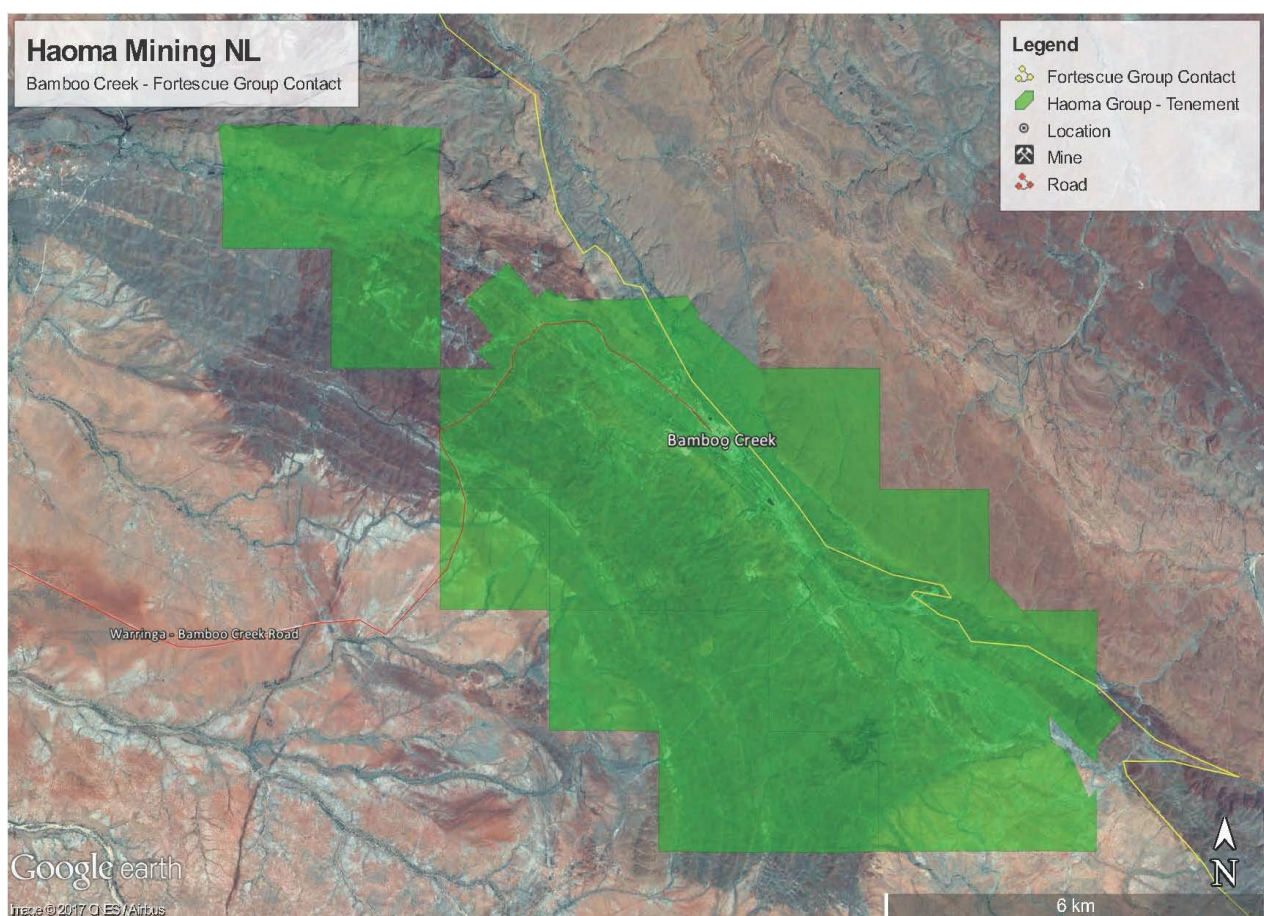 Haoma Mining NL
Bamboo Creek - Fortescue Group Contact
Legend
Fortescue Group Contact
Haoma Group - Tenement
Location
Mine
Road
Bamboo Creek
Warringa - Bamboo Creek Road
Google earth
Image © 2017 CNES / Airbus
N
6 km